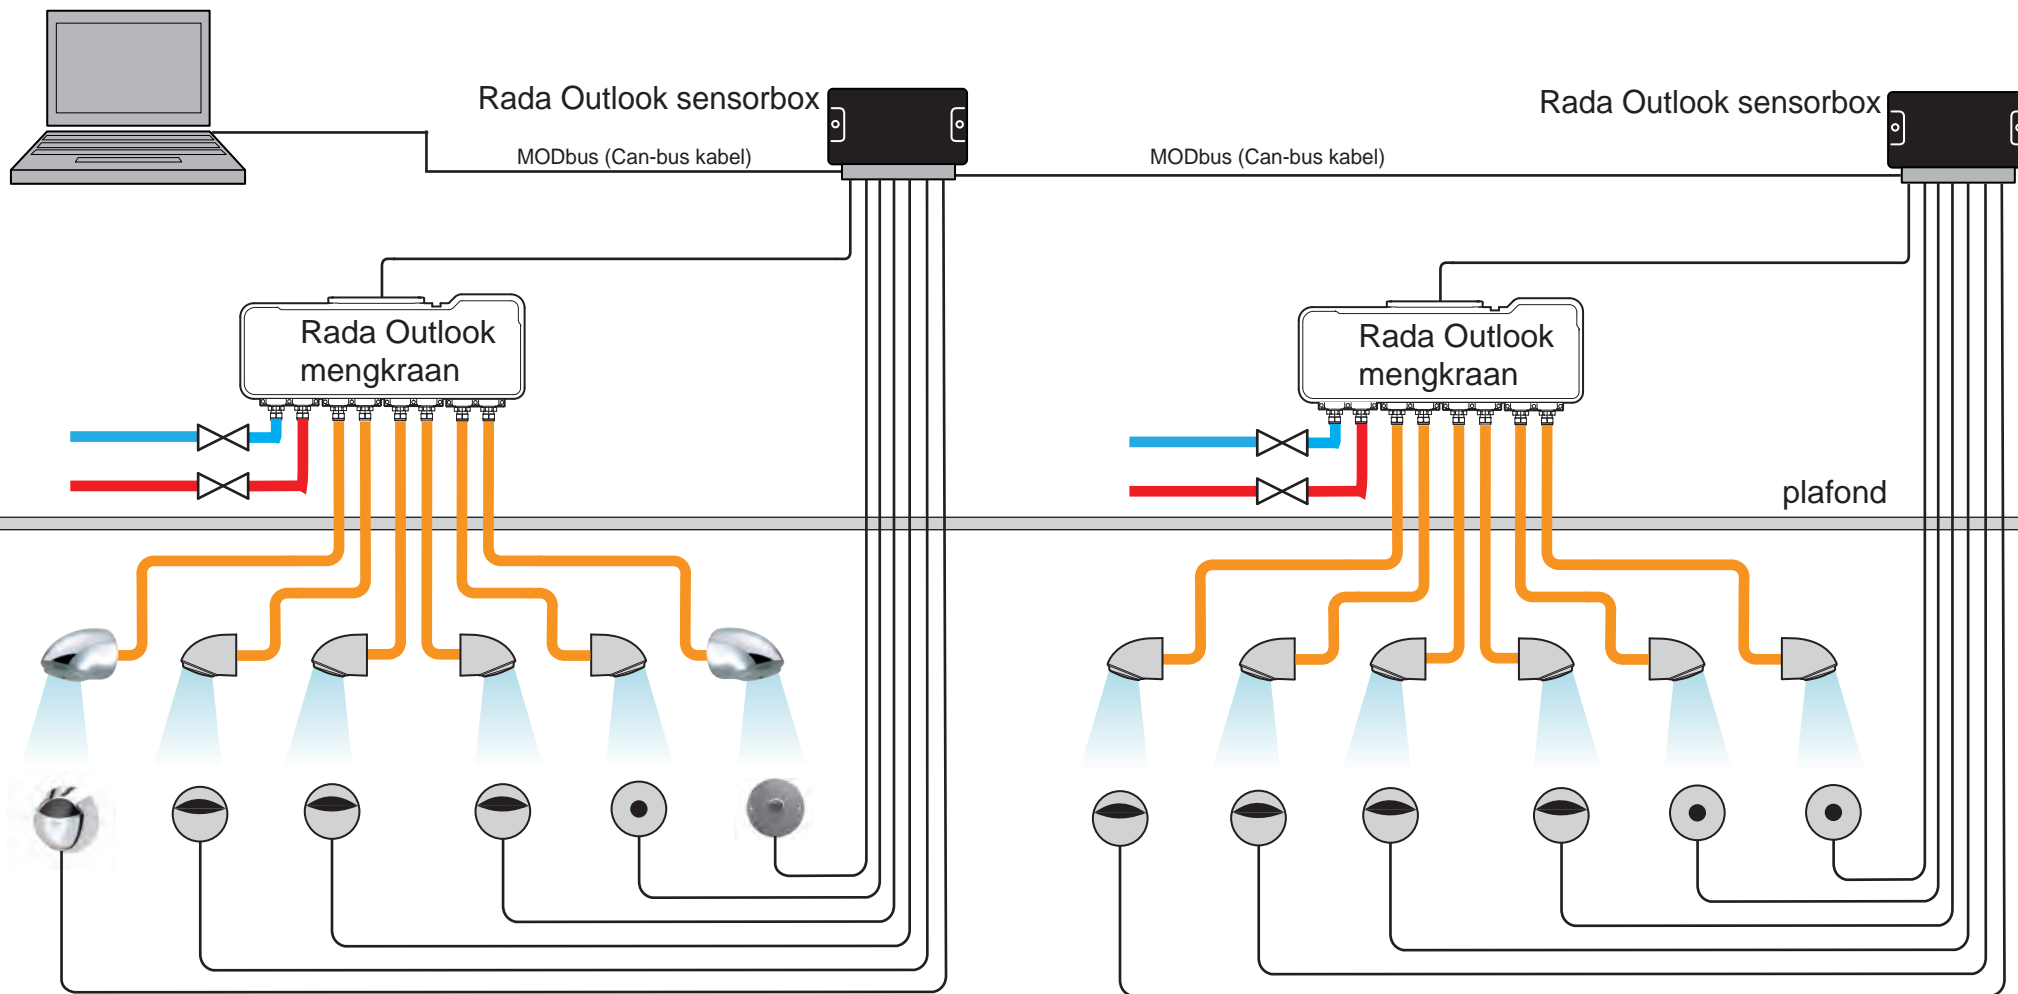 Rada Outlook sensorbox
Rada Outlook sensorbox
MODbus (Can-bus kabel)
MODbus (Can-bus kabel)
Rada Outlook
mengkraan
Rada Outlook
mengkraan
plafond